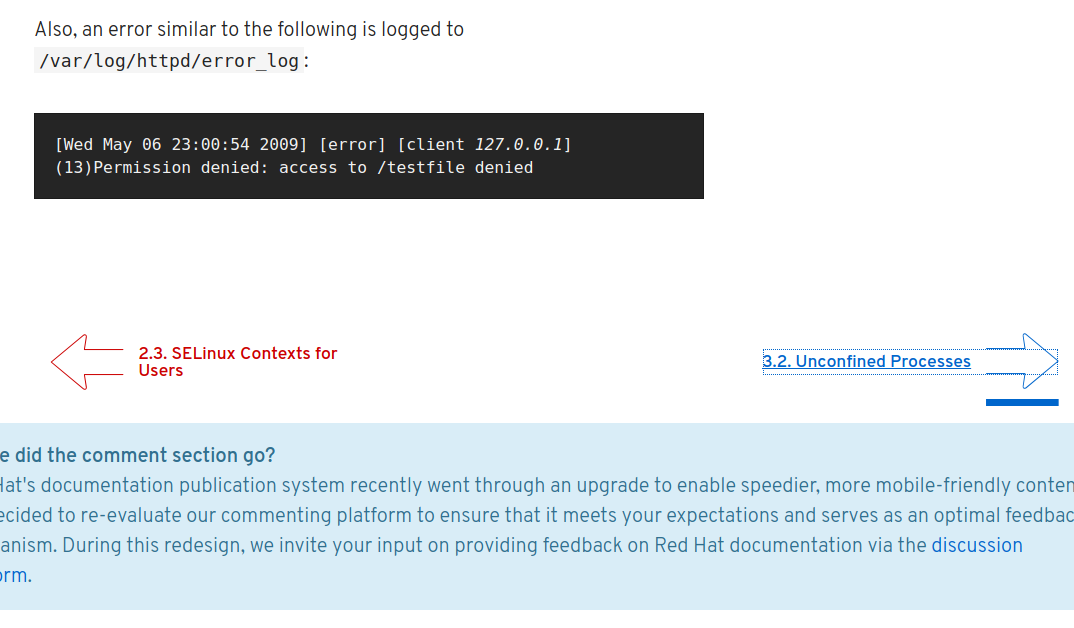 Also, an error similar to the following is logged to
/var/log/httpd/error_log:
[Wed May 06 23:00:54 2009] [error] [client 127.0.0.1]
(13)Permission denied: access to /testfile denied
2.3. SELinux Contexts for
Users
3.2. Unconfined Processes
e did the comment section go?
Hat's documentation publication system recently went through an upgrade to enable speedier, more mobile-friendly conten
ecided to re-evaluate our commenting platform to ensure that it meets your expectations and serves as an optimal feedbac
anism. During this redesign, we invite your input on providing feedback on Red Hat documentation via the discussion
orm.